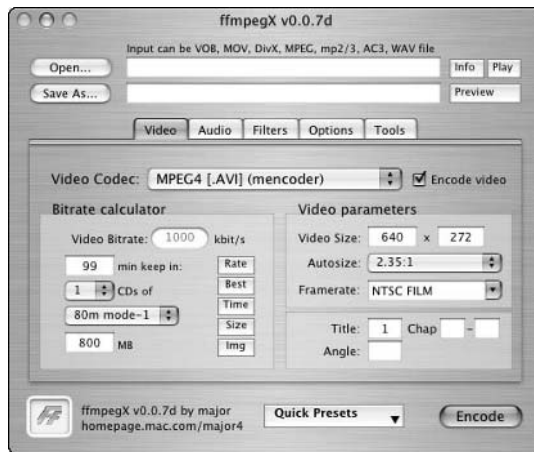 ffmpegX v0.0.7d
Input can be VOB, MOV, DivX, MPEG, mp2/3, AC3, WAV file
Open... Info Play
Save As... Preview
Video Audio Filters Options Tools
Video Codec: MPEG4 [.AVI] (mencoder) Encode video
Bitrate calculator
Video Bitrate: 1000 kbit/s
99 min keep in:
1 CDs of
80m mode-1
800 MB
Rate
Best
Time
Size
Img
Video parameters
Video Size: 640 x 272
Autosize: 2.35:1
Framerate: NTSC FILM
Title: 1 Chap -
Angle:
ffmpegX v0.0.7d by major
homepage.mac.com/major4
Quick Presets
Encode